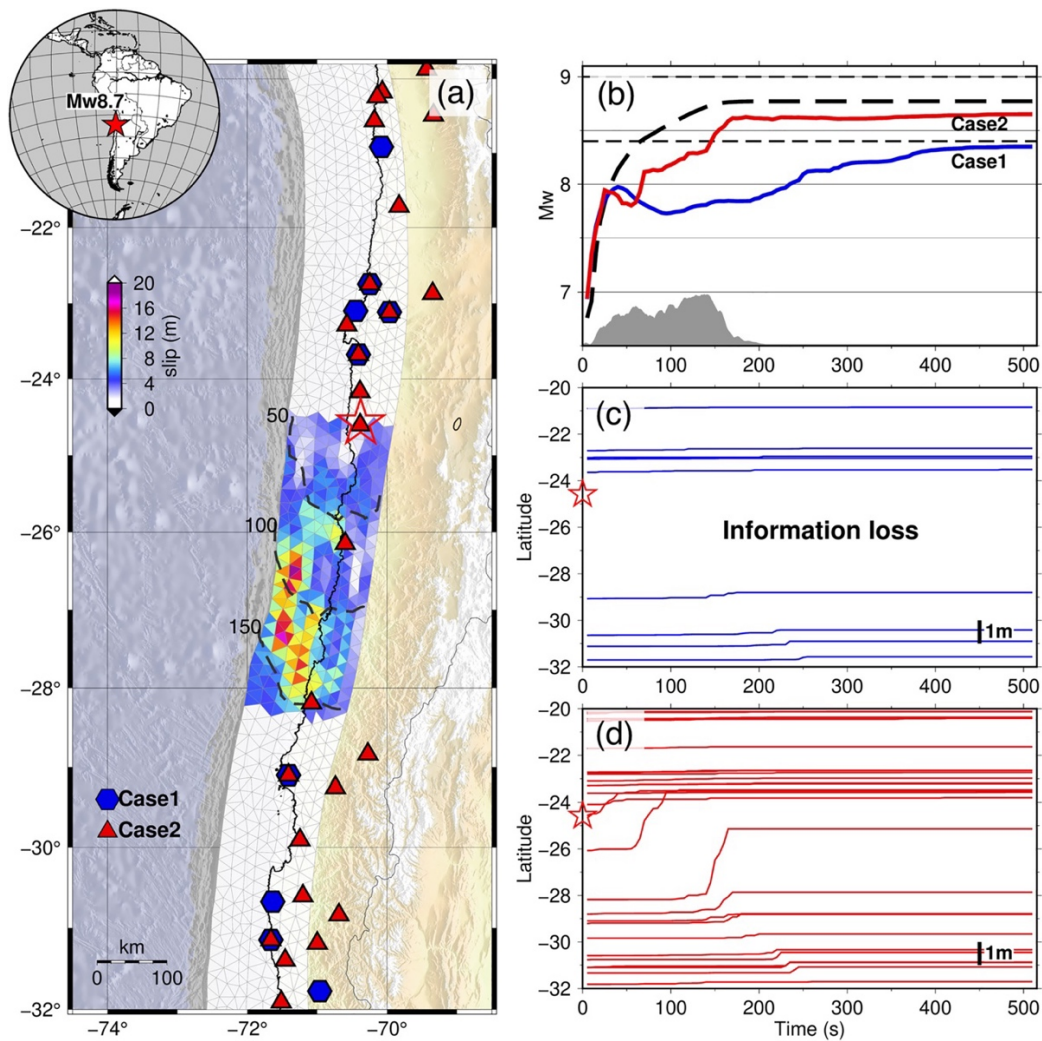 Mw8.7
(a)
−22°
−24°
−26°
−28°
−30°
−32°
20
16
12
8
4
0
slip (m)
50
100
150
Case1
Case2
km
0 100
−74° −72° −70°
(b)
9
8
7
Mw
Case2
Case1
0 100 200 300 400 500
(c)
−20
−22
−24
−26
−28
−30
−32
Latitude
Information loss
1m
0 100 200 300 400 500
(d)
−20
−22
−24
−26
−28
−30
−32
Latitude
1m
0 100 200 300 400 500
Time (s)